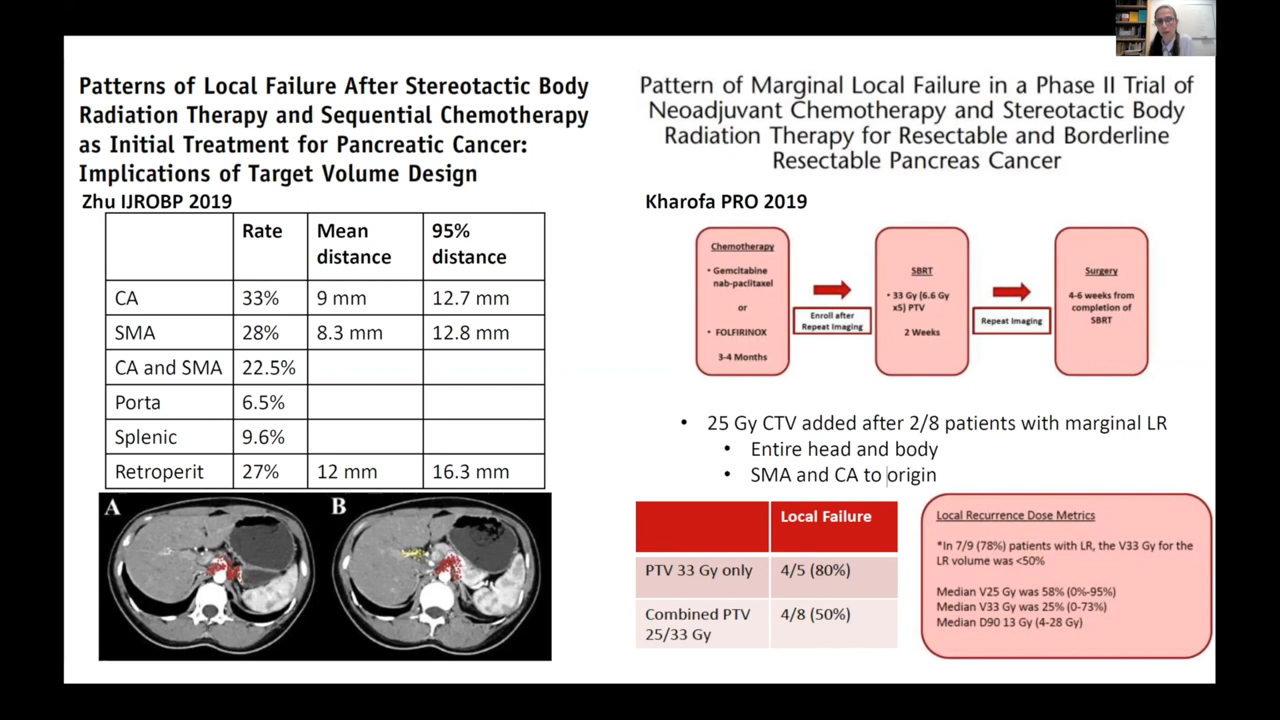 Patterns of Local Failure After Stereotactic Body
Radiation Therapy and Sequential Chemotherapy
as Initial Treatment for Pancreatic Cancer:
Implications of Target Volume Design
Zhu IJROBP 2019
Rate Mean distance 95% distance
CA 33% 9 mm 12.7 mm
SMA 28% 8.3 mm 12.8 mm
CA and SMA 22.5%
Porta 6.5%
Splenic 9.6%
Retroperit 27% 12 mm 16.3 mm
A
B
Pattern of Marginal Local Failure in a Phase II Trial of
Neoadjuvant Chemotherapy and Stereotactic Body
Radiation Therapy for Resectable and Borderline
Resectable Pancreas Cancer
Kharofa PRO 2019
Chemotherapy
• Gemcitabine
nab-paclitaxel
or
• FOLFIRINOX
3-4 Months
Enroll after
Repeat Imaging
SBRT
• 33 Gy (6.6 Gy
x5) PTV
2 Weeks
Repeat Imaging
Surgery
4-6 weeks from
completion of
SBRT
• 25 Gy CTV added after 2/8 patients with marginal LR
• Entire head and body
• SMA and CA to origin
Local Failure
PTV 33 Gy only 4/5 (80%)
Combined PTV 25/33 Gy 4/8 (50%)
Local Recurrence Dose Metrics
*In 7/9 (78%) patients with LR, the V33 Gy for the
LR volume was <50%
Median V25 Gy was 58% (0%-95%)
Median V33 Gy was 25% (0-73%)
Median D90 13 Gy (4-28 Gy)